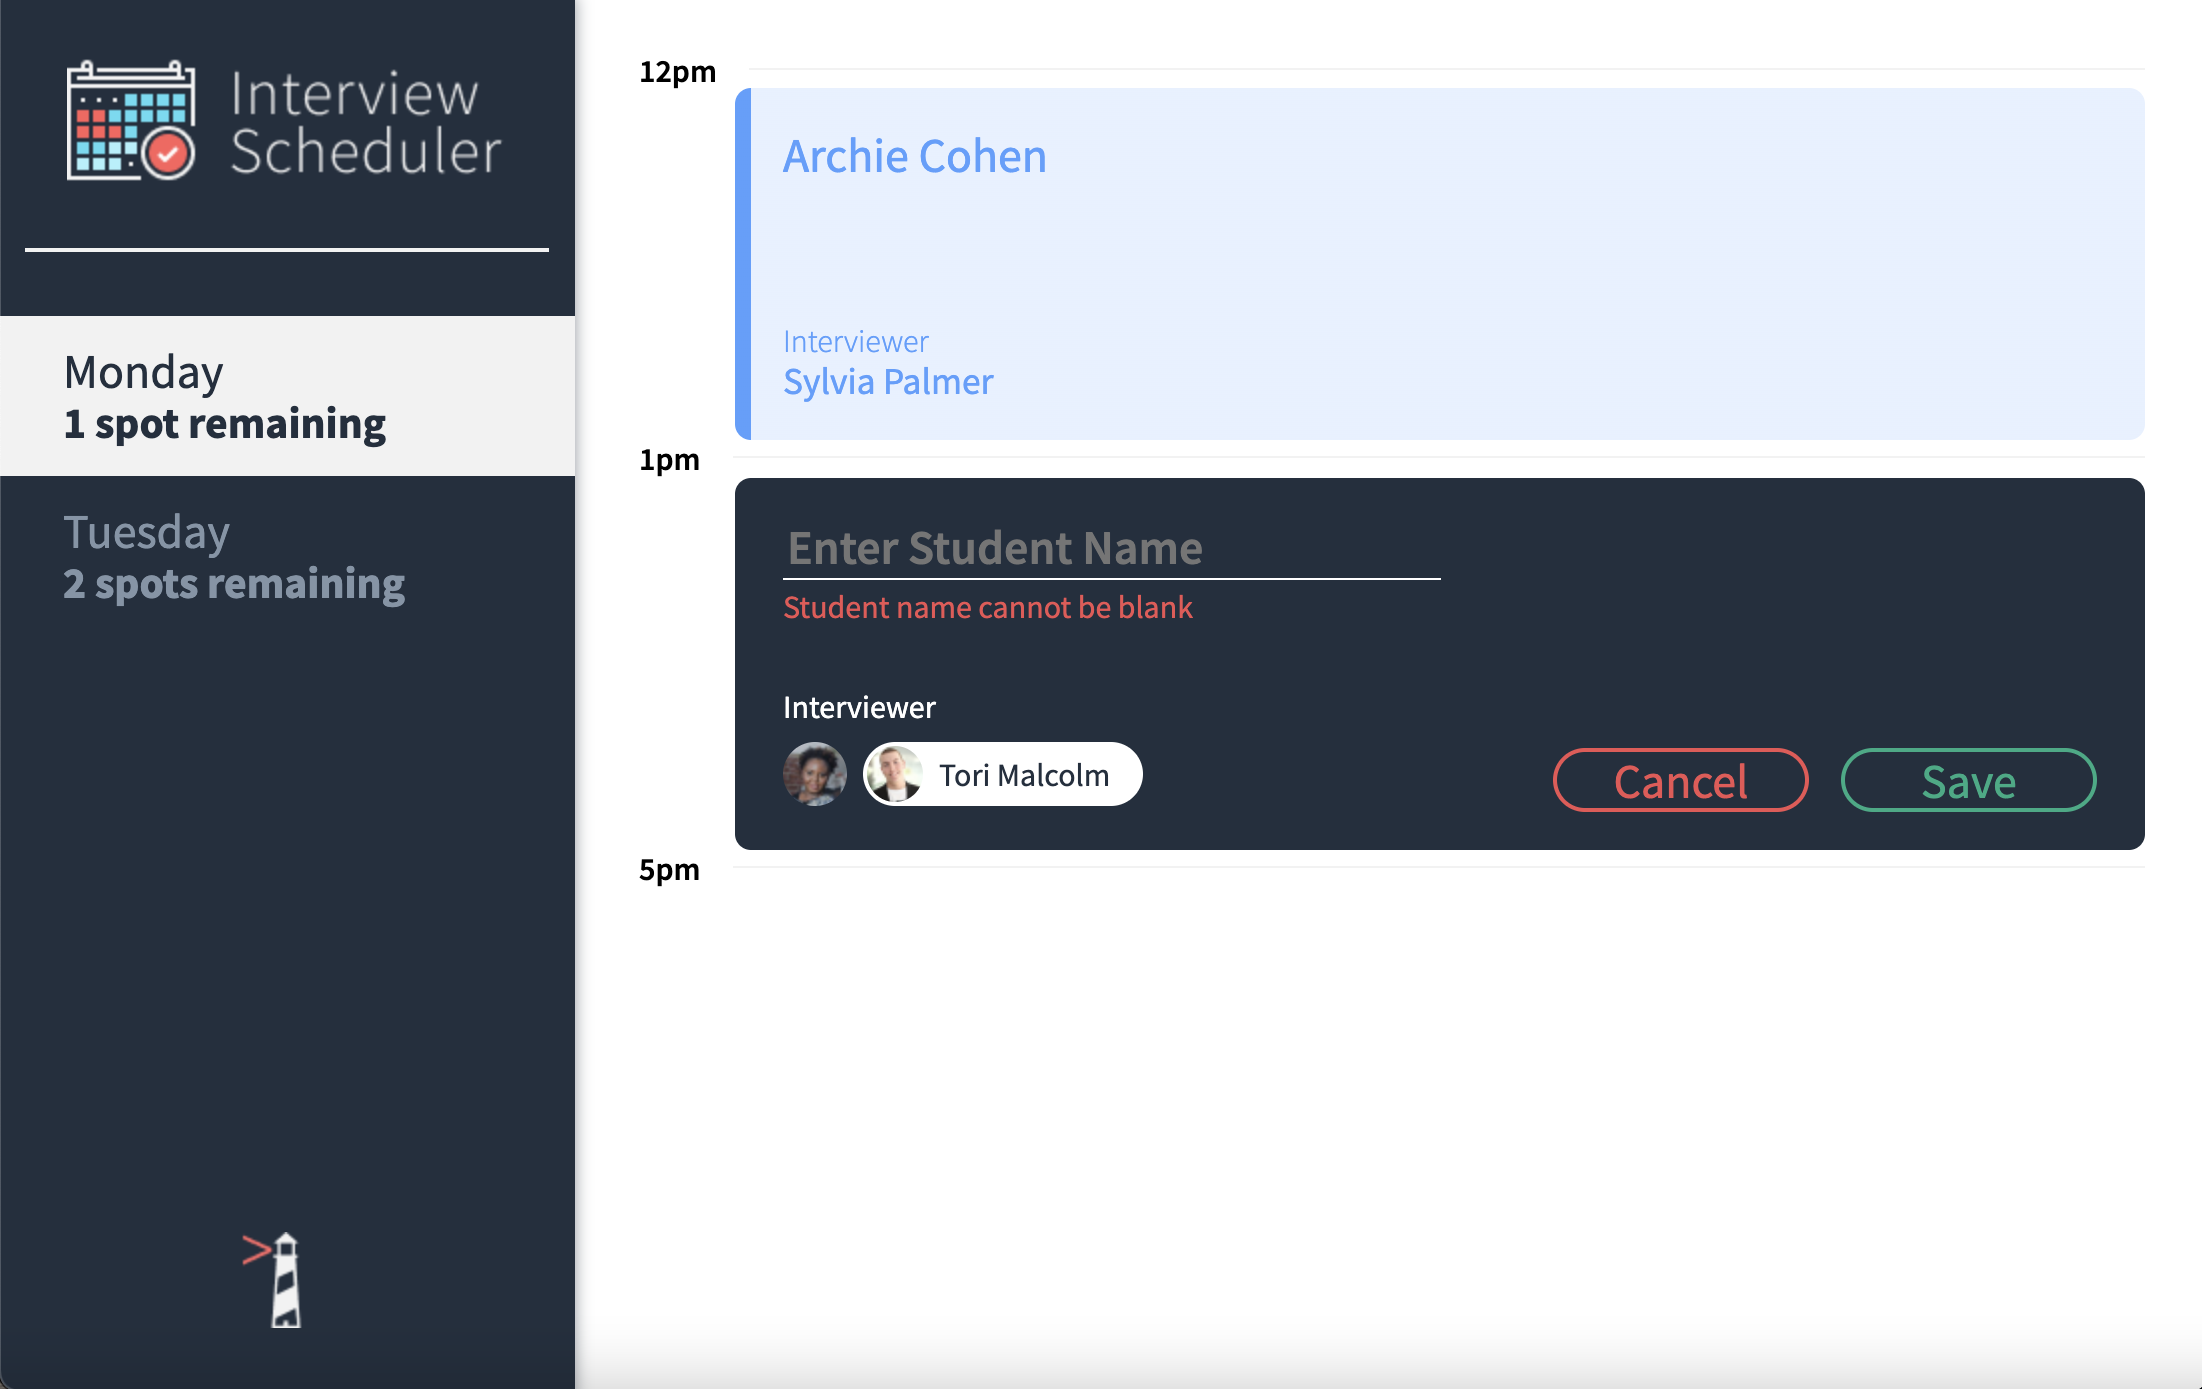 Interview
Scheduler
Monday
1 spot remaining
Tuesday
2 spots remaining
12pm
Archie Cohen
Interviewer
Sylvia Palmer
1pm
Enter Student Name
Student name cannot be blank
Interviewer
Tori Malcolm
Cancel
Save
5pm